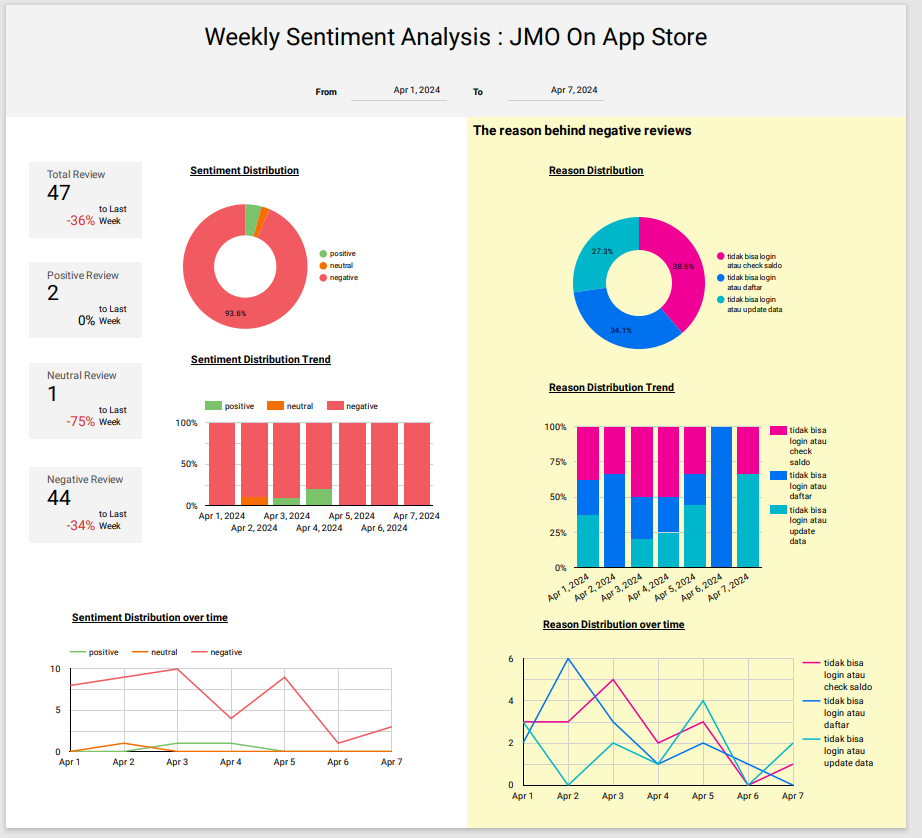 Weekly Sentiment Analysis : JMO On App Store
From Apr 1, 2024 To Apr 7, 2024
Total Review
47
-36% to Last Week
Positive Review
2
0% to Last Week
Neutral Review
1
-75% to Last Week
Negative Review
44
-34% to Last Week
Sentiment Distribution
93.6%
positive
neutral
negative
Sentiment Distribution Trend
positive neutral negative
100%
50%
0%
Apr 1, 2024 Apr 3, 2024 Apr 5, 2024 Apr 7, 2024
Apr 2, 2024 Apr 4, 2024 Apr 6, 2024
Sentiment Distribution over time
positive neutral negative
10
5
0
Apr 1 Apr 2 Apr 3 Apr 4 Apr 5 Apr 6 Apr 7
The reason behind negative reviews
Reason Distribution
27.3%
38.6%
34.1%
tidak bisa login
atau check saldo
tidak bisa login
atau daftar
tidak bisa login
atau update data
Reason Distribution Trend
100%
75%
50%
25%
0%
Apr 1, 2024 Apr 2, 2024 Apr 3, 2024 Apr 4, 2024 Apr 5, 2024 Apr 6, 2024 Apr 7, 2024
tidak bisa
login atau
check
saldo
tidak bisa
login atau
daftar
tidak bisa
login atau
update
data
Reason Distribution over time
6
4
2
0
Apr 1 Apr 2 Apr 3 Apr 4 Apr 5 Apr 6 Apr 7
tidak bisa
login atau
check saldo
tidak bisa
login atau
daftar
tidak bisa
login atau
update data